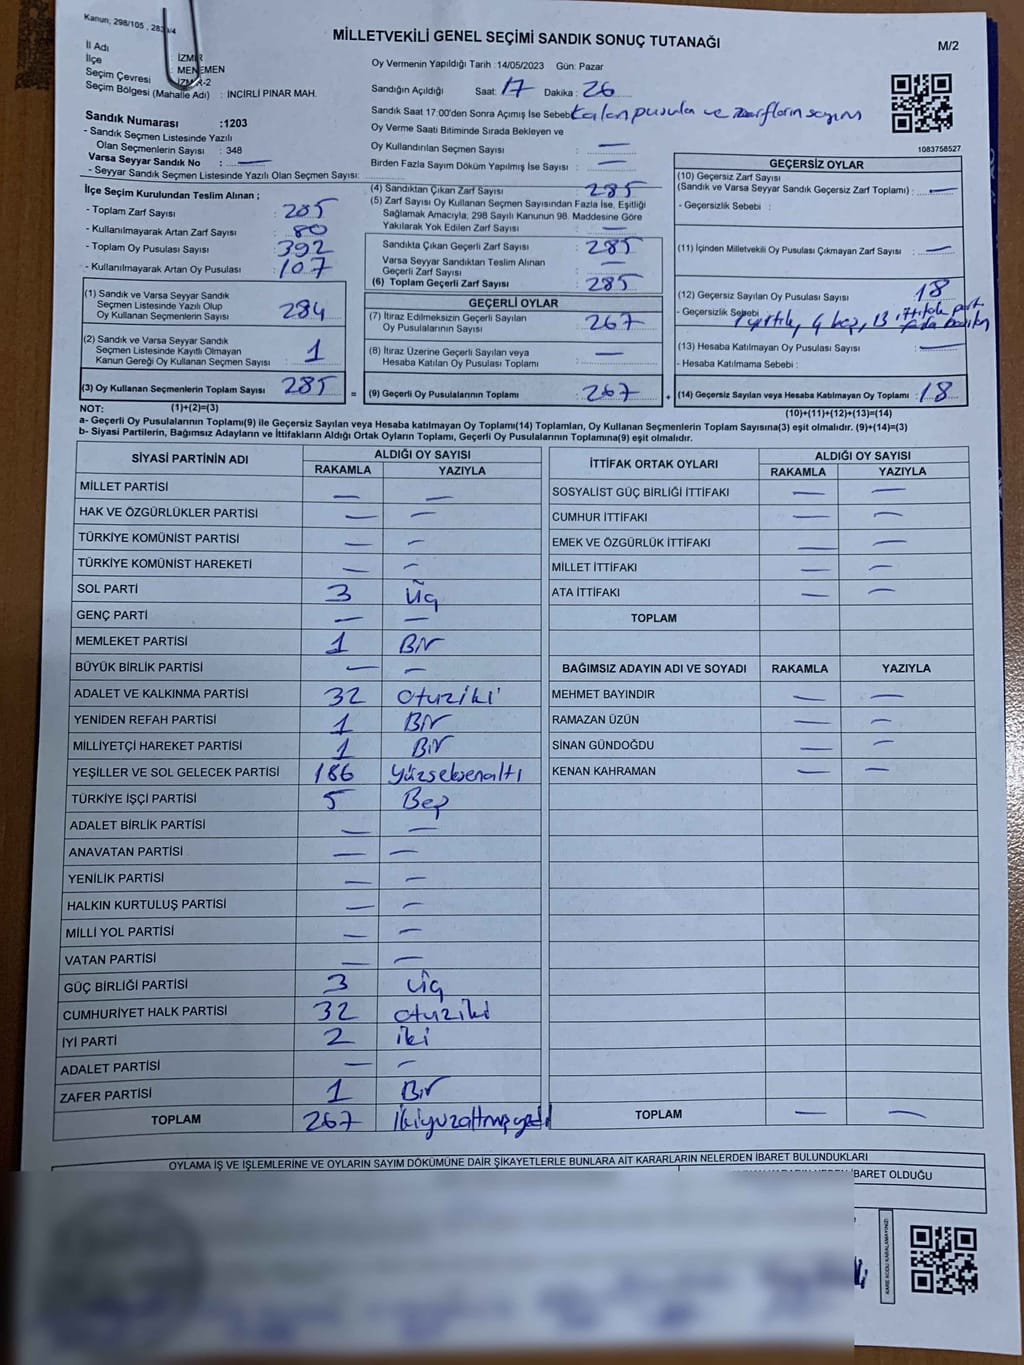 Kanun, 298/105 , 283
MİLLETVEKİLİ GENEL SEÇİMİ SANDIK SONUÇ TUTANAĞI
M/2
İl Adı İZMİR
İlçe MENEMEN
Seçim Çevresi İZMİR-2
Seçim Bölgesi (Mahalle Adı) : İNCİRLİ PINAR MAH.
Oy Vermenin Yapıldığı Tarih :14/05/2023 Gün: Pazar
Sandığın Açıldığı Saat: 17 Dakika : 26
Sandık Saat 17:00'den Sonra Açımış İse Sebebi Kalan pusula ve zarfların sayımı
Oy Verme Saati Bitiminde Sırada Bekleyen ve
Oy Kullandırılan Seçmen Sayısı : —
Birden Fazla Sayım Döküm Yapılmış İse Sayısı : —
1083758527
Sandık Numarası :1203
- Sandık Seçmen Listesinde Yazılı
Olan Seçmenlerin Sayısı : 348
Varsa Seyyar Sandık No : —
- Seyyar Sandık Seçmen Listesinde Yazılı Olan Seçmen Sayısı:
İlçe Seçim Kurulundan Teslim Alınan ;
- Toplam Zarf Sayısı :
- Kullanılmayarak Artan Zarf Sayısı : 80
- Toplam Oy Pusulası Sayısı : 392
- Kullanılmayarak Artan Oy Pusulası : 107
(1) Sandık ve Varsa Seyyar Sandık
Seçmen Listesinde Yazılı Olup
Oy Kullanan Seçmenlerin Sayısı : 284
(2) Sandık ve Varsa Seyyar Sandık
Seçmen Listesinde Kayıtlı Olmayan
Kanun Gereği Oy Kullanan Seçmen Sayısı : 1
(3) Oy Kullanan Seçmenlerin Toplam Sayısı : 285
(1)+(2)=(3)
(4) Sandıktan Çıkan Zarf Sayısı : 285
(5) Zarf Sayısı Oy Kullanan Seçmen Sayısından Fazla İse, Eşitliği
Sağlamak Amacıyla, 298 Sayılı Kanunun 98. Maddesine Göre
Yakılarak Yok Edilen Zarf Sayısı : —
Sandıkta Çıkan Geçerli Zarf Sayısı : 285
Varsa Seyyar Sandıktan Teslim Alınan
Geçerli Zarf Sayısı : —
(6) Toplam Geçerli Zarf Sayısı : 285
GEÇERLİ OYLAR
(7) İtiraz Edilmeksizin Geçerli Sayılan
Oy Pusulalarının Sayısı : 267
(8) İtiraz Üzerine Geçerli Sayılan veya
Hesaba Katılan Oy Pusulaları Toplamı : —
= (9) Geçerli Oy Pusulalarının Toplamı : 267
GEÇERSİZ OYLAR
(10) Geçersiz Zarf Sayısı
(Sandık ve Varsa Seyyar Sandık Geçersiz Zarf Toplamı) : —
- Geçersizlik Sebebi :
(11) İçinden Milletvekili Oy Pusulası Çıkmayan Zarf Sayısı : —
(12) Geçersiz Sayılan Oy Pusulası Sayısı : 18
- Geçersizlik Sebebi 1 yırtık, 4 boş, 13
(13) Hesaba Katılmayan Oy Pusulası Sayısı : —
- Hesaba Katılmama Sebebi :
+ (14) Geçersiz Sayılan veya Hesaba Katılmayan Oy Toplamı : 18
(10)+(11)+(12)+(13)=(14)
NOT:
a- Geçerli Oy Pusulalarının Toplamı(9) ile Geçersiz Sayılan veya Hesaba katılmayan Oy Toplamı(14) Toplamları, Oy Kullanan Seçmenlerin Toplam Sayısına(3) eşit olmalıdır. (9)+(14)=(3)
b- Siyasi Partilerin, Bağımsız Adayların ve İttifakların Aldığı Ortak Oyların Toplamı, Geçerli Oy Pusulalarının Toplamına(9) eşit olmalıdır.
SİYASİ PARTİNİN ADI ALDIĞI OY SAYISI
RAKAMLA YAZIYLA
MİLLET PARTİSİ — —
HAK VE ÖZGÜRLÜKLER PARTİSİ — —
TÜRKİYE KOMÜNİST PARTİSİ — —
TÜRKİYE KOMÜNİST HAREKETİ — —
SOL PARTİ 3 Üç
GENÇ PARTİ — —
MEMLEKET PARTİSİ 1 Bir
BÜYÜK BİRLİK PARTİSİ — —
ADALET VE KALKINMA PARTİSİ 32 otuziki
YENİDEN REFAH PARTİSİ 1 Bir
MİLLİYETÇİ HAREKET PARTİSİ 1 Bir
YEŞİLLER VE SOL GELECEK PARTİSİ 186 Yüzseksenaltı
TÜRKİYE İŞÇİ PARTİSİ 5 Beş
ADALET BİRLİK PARTİSİ — —
ANAVATAN PARTİSİ — —
YENİLİK PARTİSİ — —
HALKIN KURTULUŞ PARTİSİ — —
MİLLİ YOL PARTİSİ — —
VATAN PARTİSİ — —
GÜÇ BİRLİĞİ PARTİSİ 3 üç
CUMHURİYET HALK PARTİSİ 32 otuziki
İYİ PARTİ 2 iki
ADALET PARTİSİ — —
ZAFER PARTİSİ 1 Bir
TOPLAM 267 İkiyüzaltmışyedi
İTTİFAK ORTAK OYLARI ALDIĞI OY SAYISI
RAKAMLA YAZIYLA
SOSYALİST GÜÇ BİRLİĞİ İTTİFAKI — —
CUMHUR İTTİFAKI — —
EMEK VE ÖZGÜRLÜK İTTİFAKI — —
MİLLET İTTİFAKI — —
ATA İTTİFAKI — —
TOPLAM
BAĞIMSIZ ADAYIN ADI VE SOYADI RAKAMLA YAZIYLA
MEHMET BAYINDIR — —
RAMAZAN ÜZÜN — —
SİNAN GÜNDOĞDU — —
KENAN KAHRAMAN — —
TOPLAM — —
OYLAMA İŞ VE İŞLEMLERİNE VE OYLARIN SAYIM DÖKÜMÜNE DAİR ŞİKAYETLERLE BUNLARA AİT KARARLARIN NELERDEN İBARET BULUNDUKLARI
İBARET OLDUĞU
KARE KODU KARALAMAYINIZ!